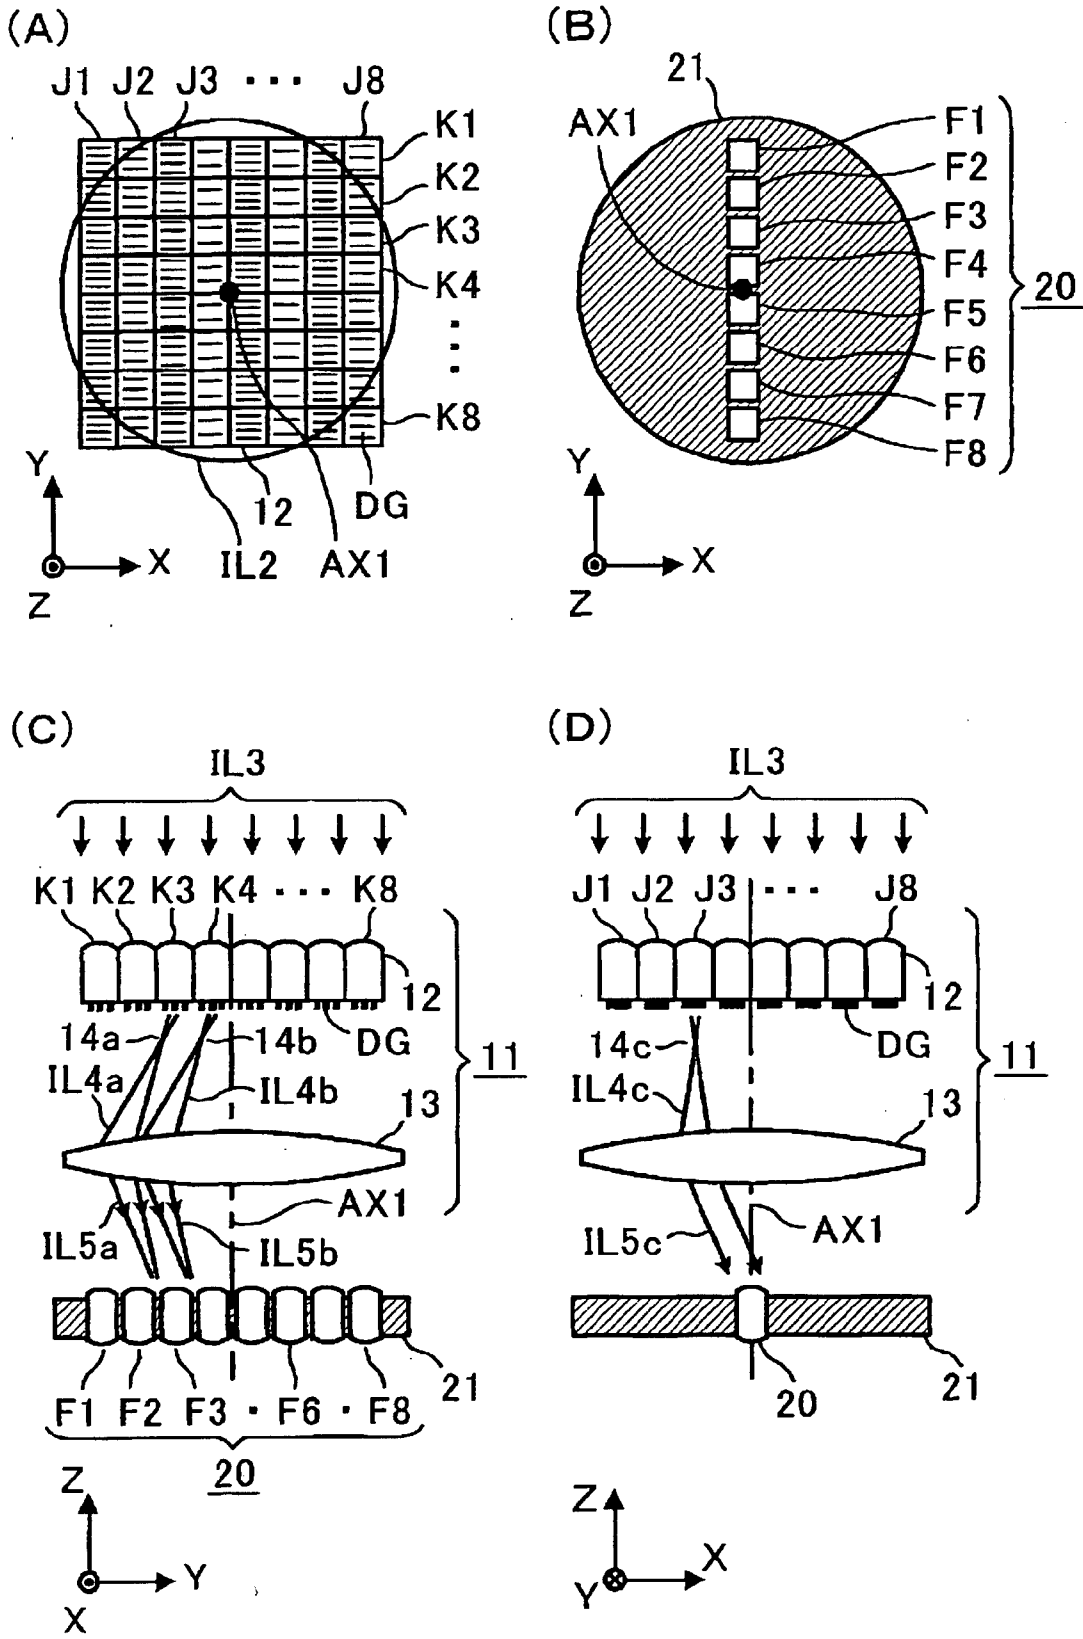 (A)
J1 J2 J3 ··· J8
K1
K2
K3
K4
⋮
K8
Y
X
Z
12
DG
IL2
AX1
(B)
21
AX1
F1
F2
F3
F4
F5
F6
F7
F8
20
Y
X
Z
(C)
IL3
K1 K2 K3 K4 ··· K8
12
14a
14b
DG
11
IL4a
IL4b
13
AX1
IL5a
IL5b
21
F1 F2 F3 · F6 · F8
20
Z
Y
X
(D)
IL3
J1 J2 J3 ··· J8
12
14c
DG
11
IL4c
13
AX1
IL5c
20
21
Z
X
Y